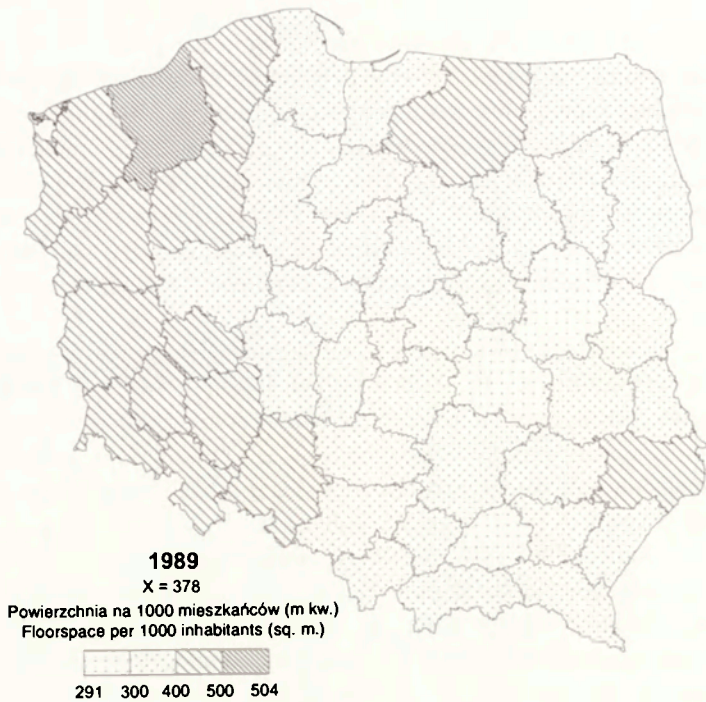 1989
X = 378
Powierzchnia na 1000 mieszkańców (m kw.)
Floorspace per 1000 inhabitants (sq. m.)
291 300 400 500 504